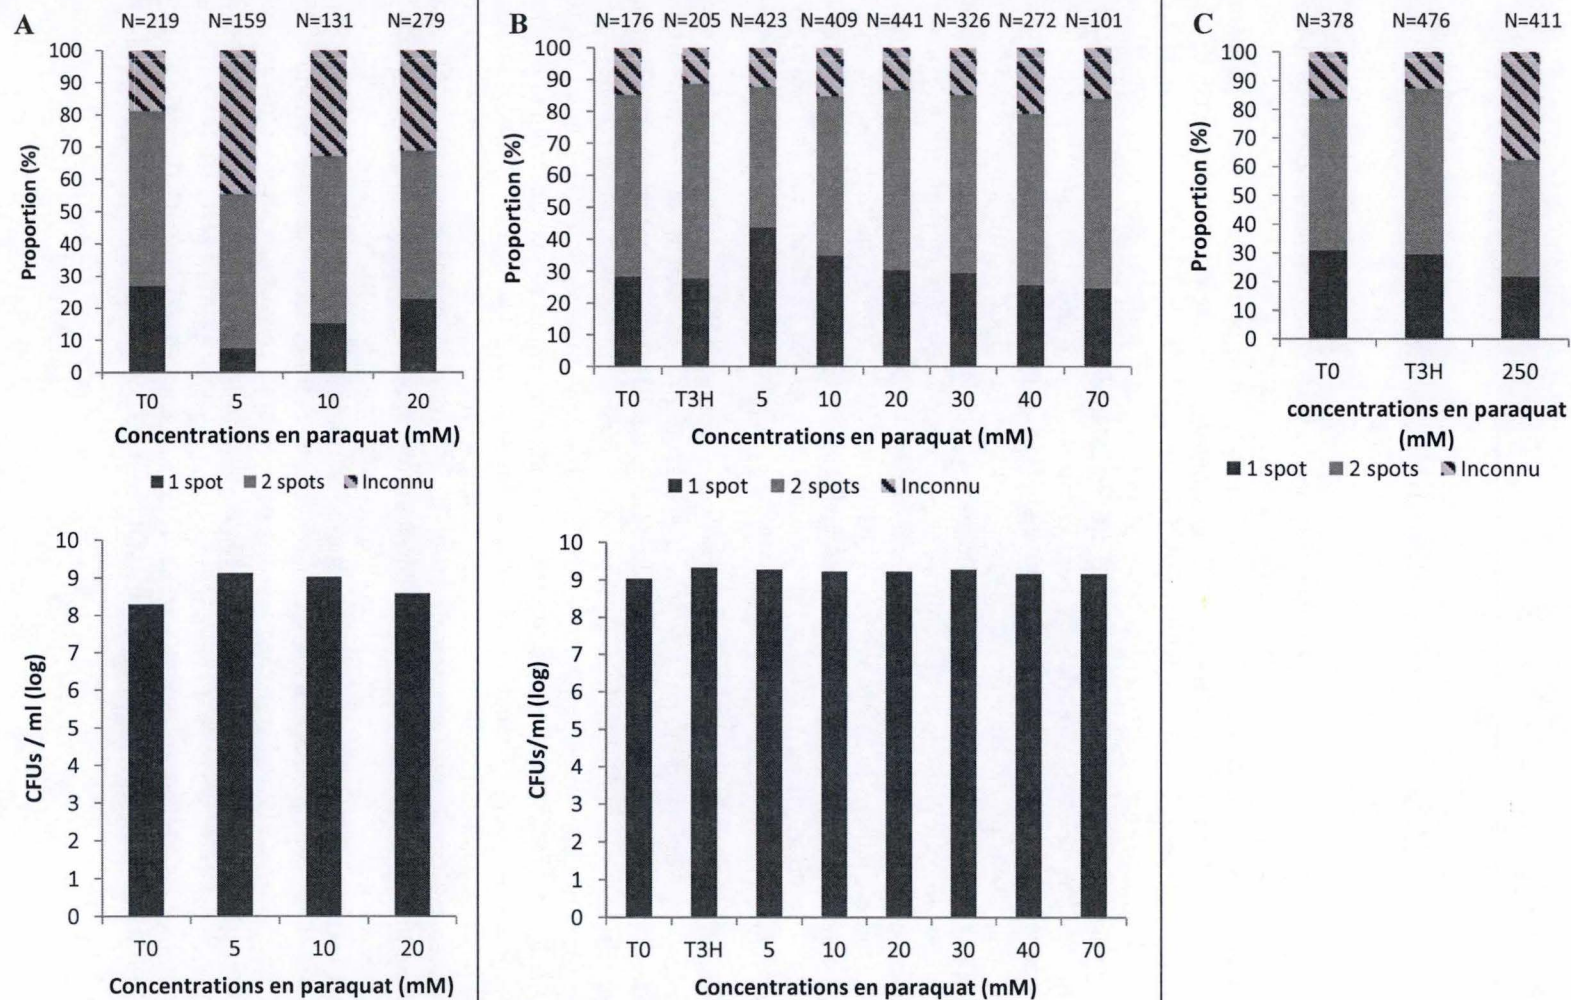 A
N=219 N=159 N=131 N=279
Proportion (%)
100
90
80
70
60
50
40
30
20
10
0
T0 5 10 20
Concentrations en paraquat (mM)
1 spot 2 spots Inconnu
CFUs / ml (log)
10
9
8
7
6
5
4
3
2
1
0
T0 5 10 20
Concentrations en paraquat (mM)
B
N=176 N=205 N=423 N=409 N=441 N=326 N=272 N=101
Proportion (%)
100
90
80
70
60
50
40
30
20
10
0
T0 T3H 5 10 20 30 40 70
Concentrations en paraquat (mM)
1 spot 2 spots Inconnu
CFUs/ml (log)
10
9
8
7
6
5
4
3
2
1
0
T0 T3H 5 10 20 30 40 70
Concentrations en paraquat (mM)
C
N=378 N=476 N=411
Proportion (%)
100
90
80
70
60
50
40
30
20
10
0
T0 T3H 250
concentrations en paraquat
(mM)
1 spot 2 spots Inconnu